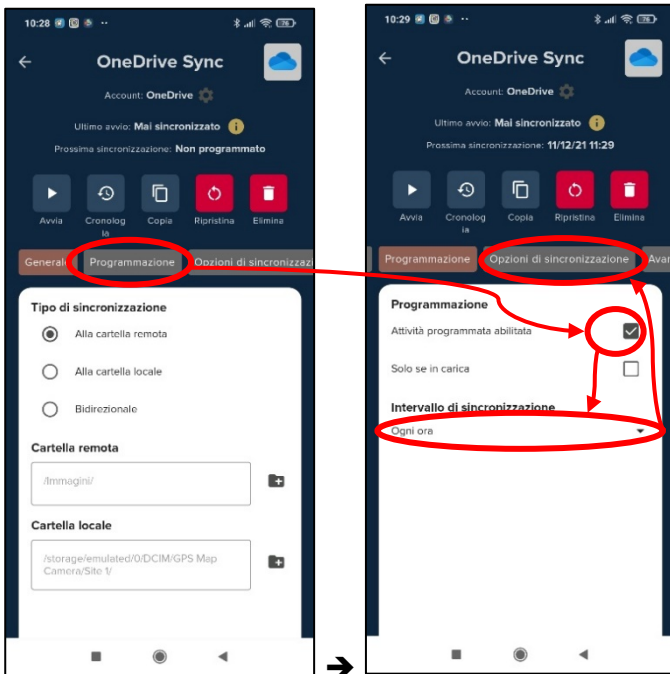 10:28
76
OneDrive Sync
Account: OneDrive
Ultimo avvio: Mai sincronizzato
Prossima sincronizzazione: Non programmato
Avvia
Cronolog
ia
Copia
Ripristina
Elimina
Generale
Programmazione
Opzioni di sincronizzazi
Tipo di sincronizzazione
Alla cartella remota
Alla cartella locale
Bidirezionale
Cartella remota
/Immagini/
Cartella locale
/storage/emulated/0/DCIM/GPS Map
Camera/Site 1/
10:29
76
OneDrive Sync
Account: OneDrive
Ultimo avvio: Mai sincronizzato
Prossima sincronizzazione: 11/12/21 11:29
Avvia
Cronolog
ia
Copia
Ripristina
Elimina
Programmazione
Opzioni di sincronizzazione
Avan
Programmazione
Attività programmata abilitata
Solo se in carica
Intervallo di sincronizzazione
Ogni ora